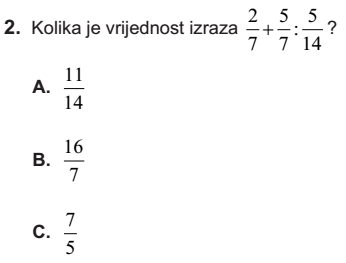 2. Kolika je vrijednost izraza 2/7 + 5/7 : 5/14 ?
A. 11/14
B. 16/7
C. 7/5